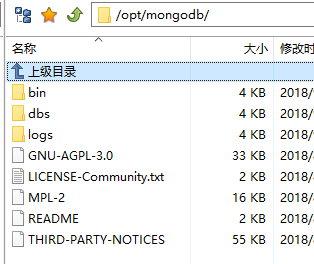 /opt/mongodb/
名称 大小 修改时
上级目录
bin 4 KB 2018/
dbs 4 KB 2018/
logs 4 KB 2018/
GNU-AGPL-3.0 33 KB 2018/
LICENSE-Community.txt 2 KB 2018/
MPL-2 16 KB 2018/
README 2 KB 2018/
THIRD-PARTY-NOTICES 55 KB 2018/